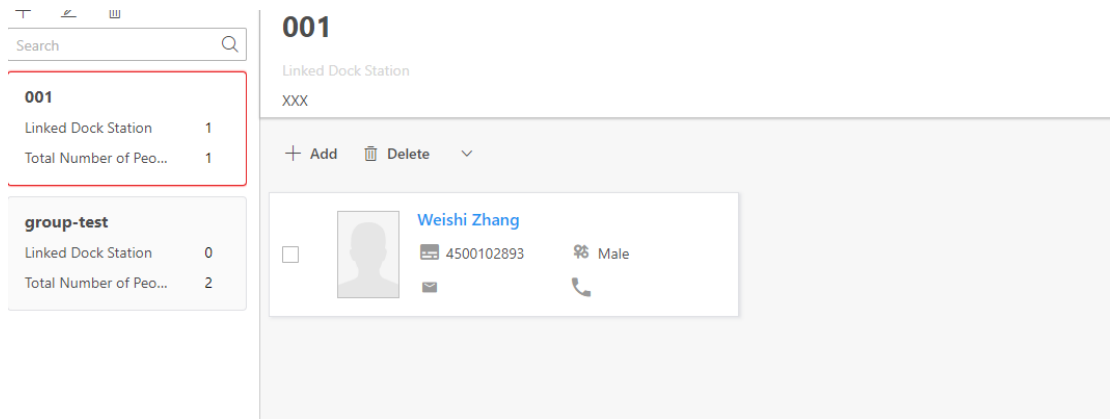 Search
001
Linked Dock Station 1
Total Number of Peo... 1
group-test
Linked Dock Station 0
Total Number of Peo... 2
001
Linked Dock Station
XXX
Add Delete
Weishi Zhang
4500102893 Male